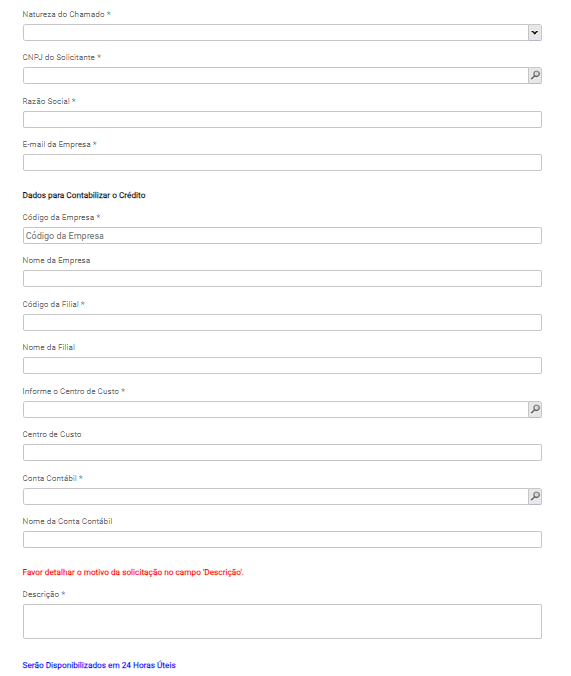 Natureza do Chamado *
CNPJ do Solicitante *
Razão Social *
E-mail da Empresa *
Dados para Contabilizar o Crédito
Código da Empresa *
Código da Empresa
Nome da Empresa
Código da Filial *
Nome da Filial
Informe o Centro de Custo *
Centro de Custo
Conta Contábil *
Nome da Conta Contábil
Favor detalhar o motivo da solicitação no campo 'Descrição'.
Descrição *
Serão Disponibilizados em 24 Horas Úteis